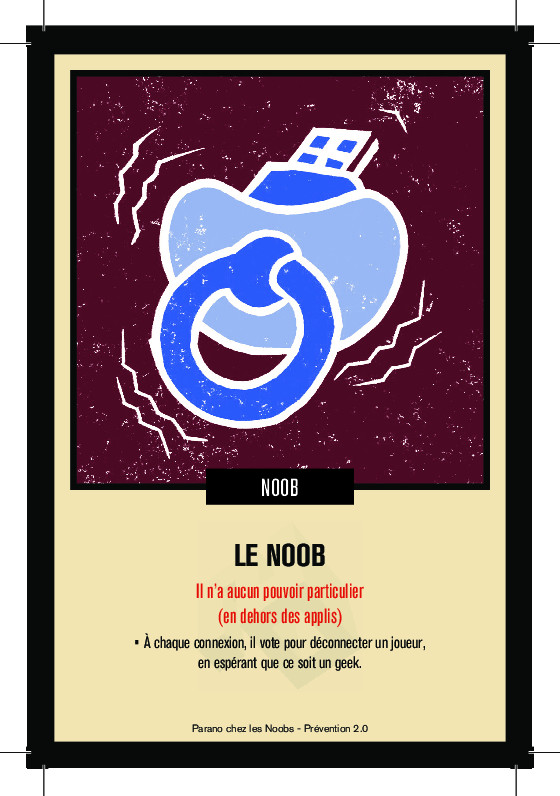 NOOB
LE NOOB
Il n'a aucun pouvoir particulier
(en dehors des applis)
▪ À chaque connexion, il vote pour déconnecter un joueur,
en espérant que ce soit un geek.
Parano chez les Noobs - Prévention 2.0